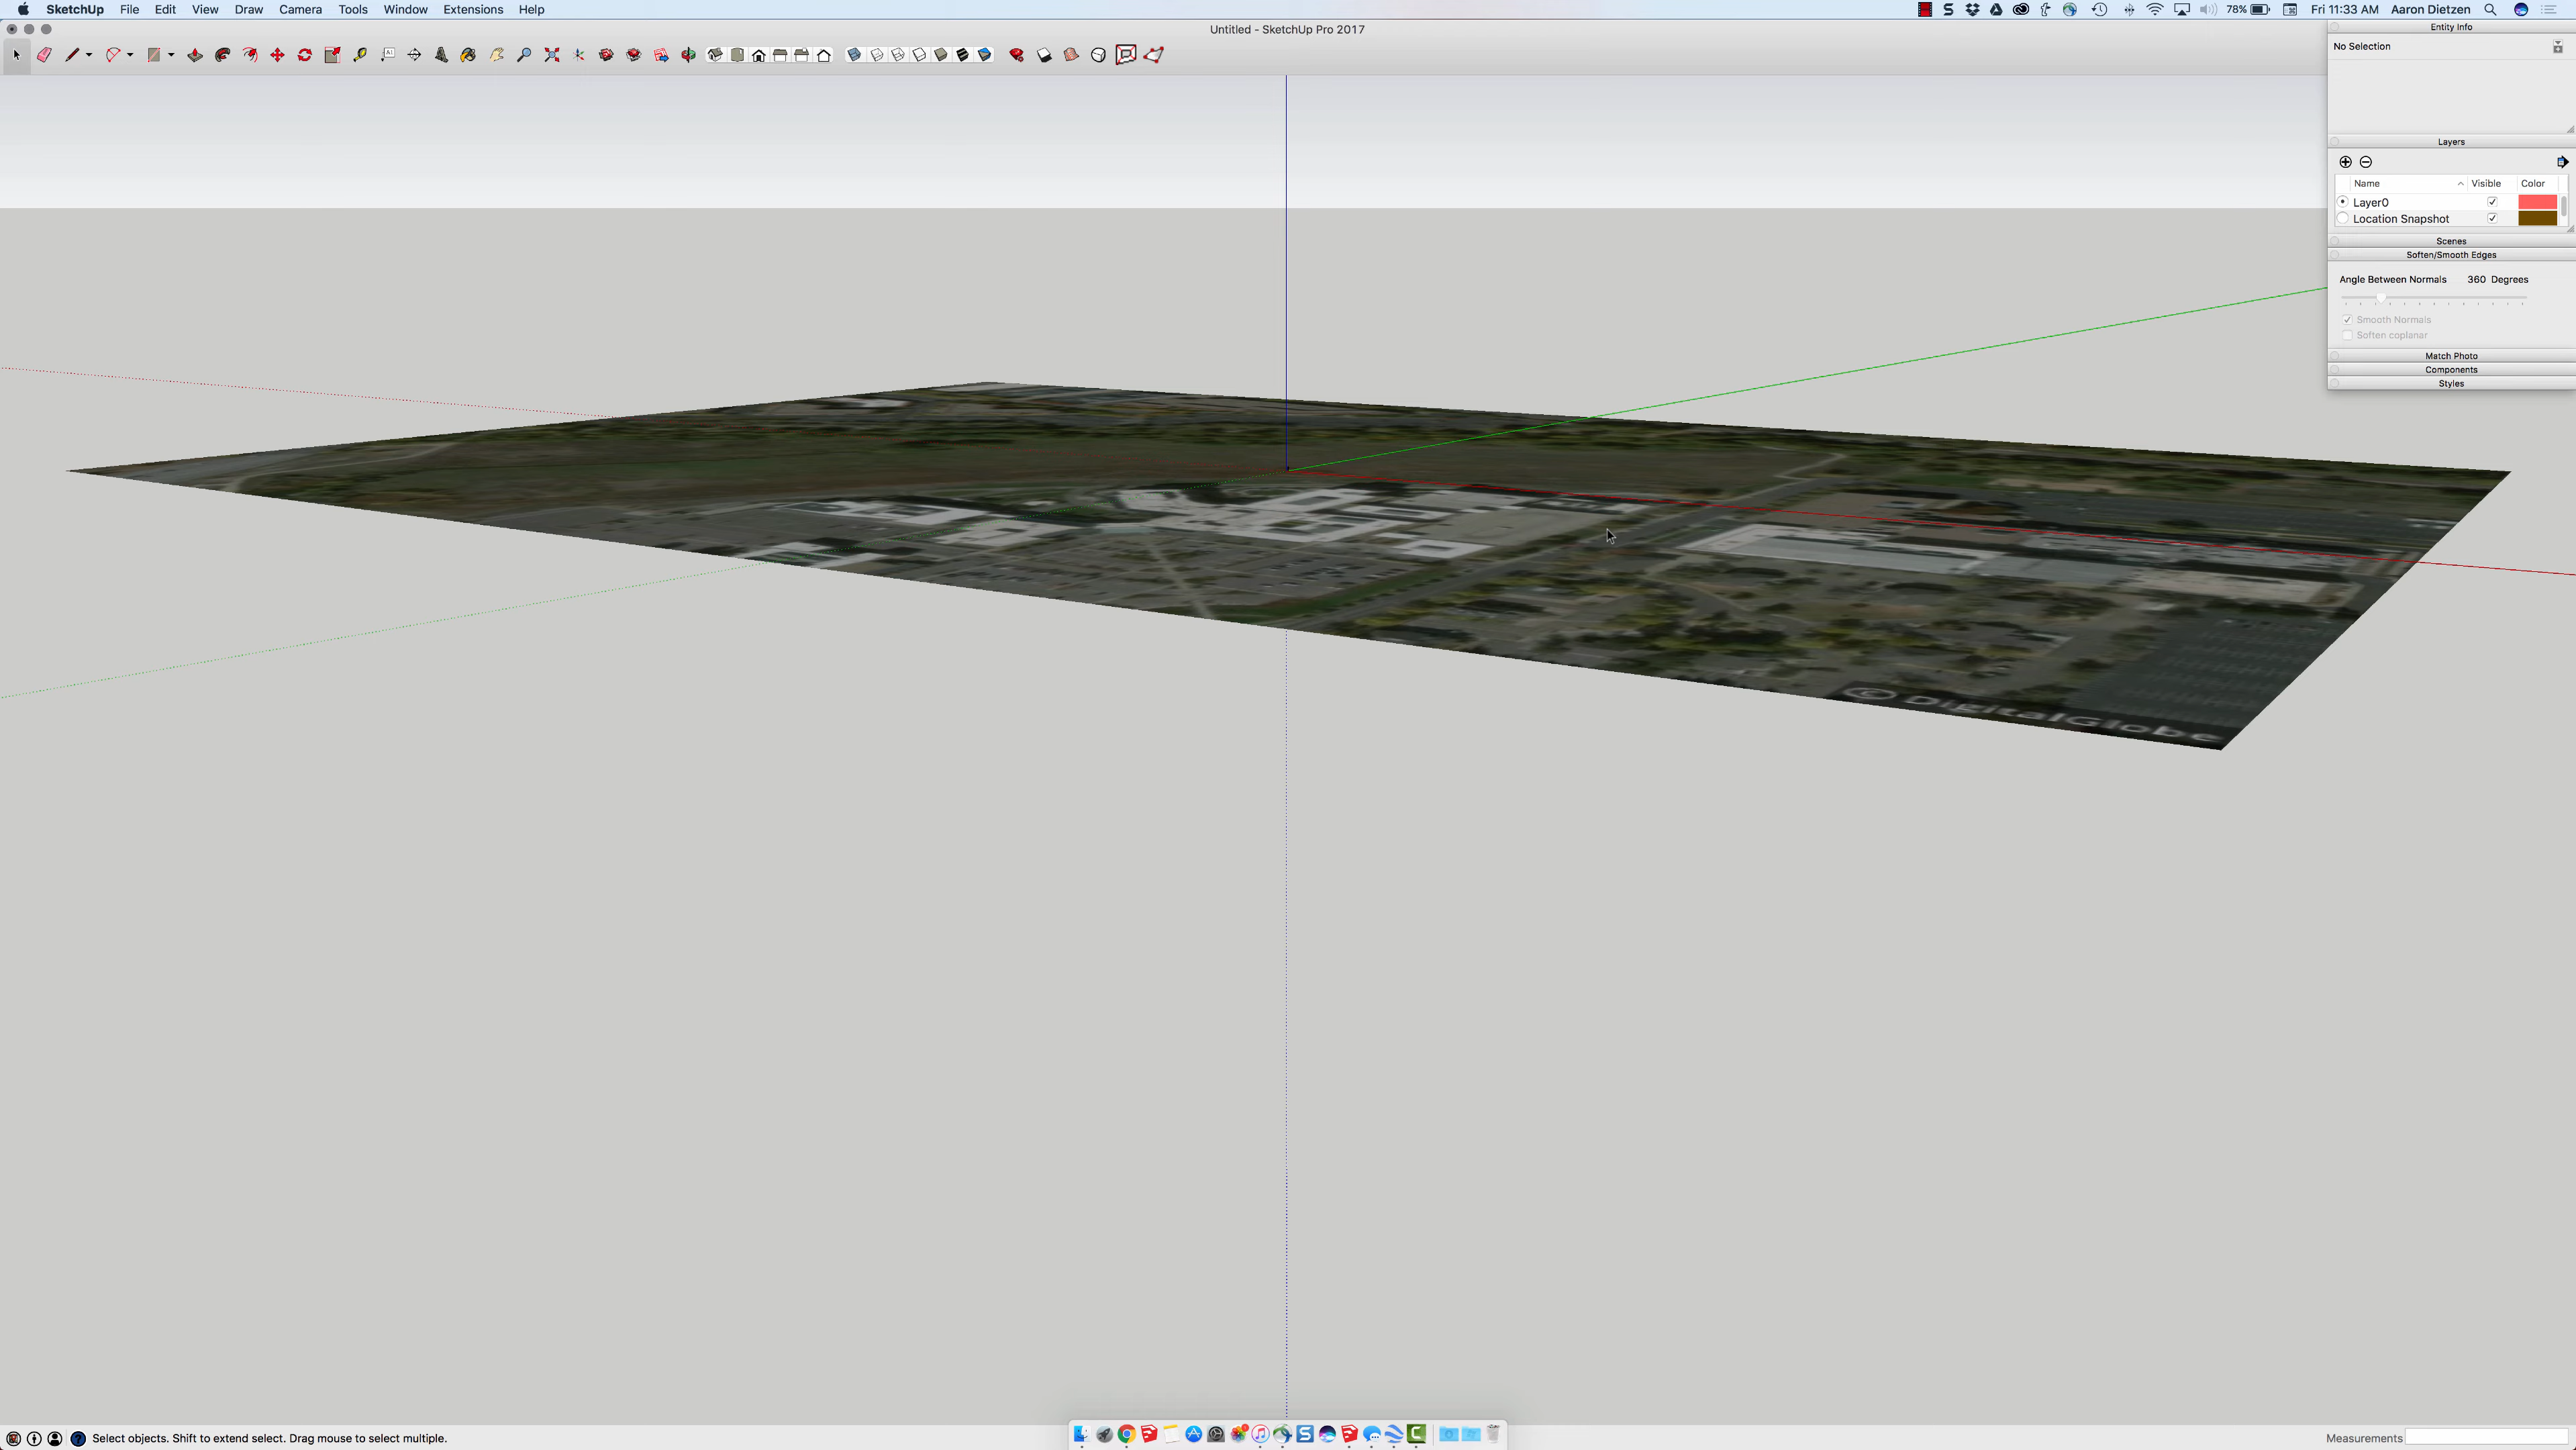 SketchUp File Edit View Draw Camera Tools Window Extensions Help
78% Fri 11:33 AM Aaron Dietzen
Untitled - SketchUp Pro 2017
Entity Info
No Selection
Layers
Name Visible Color
Layer0
Location Snapshot
Scenes
Soften/Smooth Edges
Angle Between Normals 360 Degrees
Smooth Normals
Soften coplanar
Match Photo
Components
Styles
© DigitalGlobe
Select objects. Shift to extend select. Drag mouse to select multiple.
Measurements